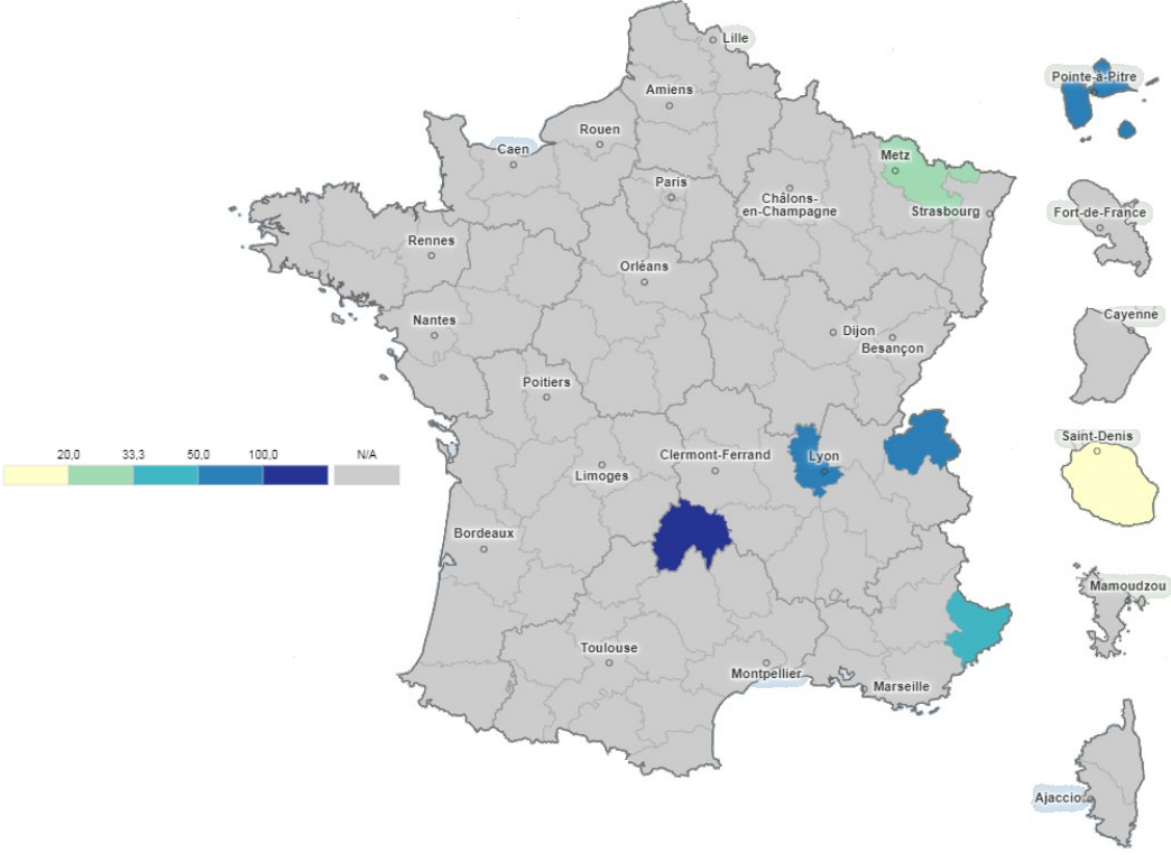 Lille
Pointe-à-Pitre
Amiens
Rouen
Caen
Metz
Paris
Châlons-
en-Champagne
Strasbourg
Fort-de-France
Rennes
Orléans
Cayenne
Nantes
Dijon
Besançon
Poitiers
Saint-Denis
20,0 33,3 50,0 100,0 N/A
Clermont-Ferrand
Lyon
Limoges
Bordeaux
Mamoudzou
Toulouse
Montpellier
Marseille
Ajaccio